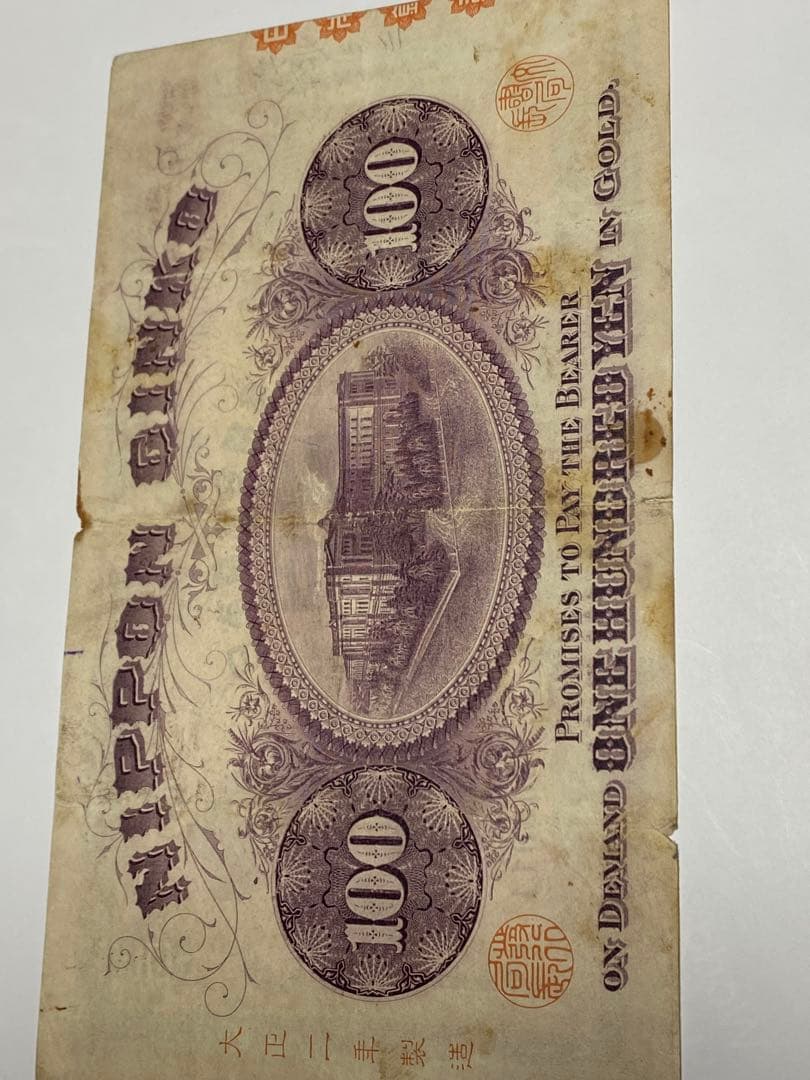 NIPPON GINKO
100
100
PROMISES TO PAY THE BEARER
ON DEMAND ONE HUNDRED YEN IN GOLD.
大正二年製造